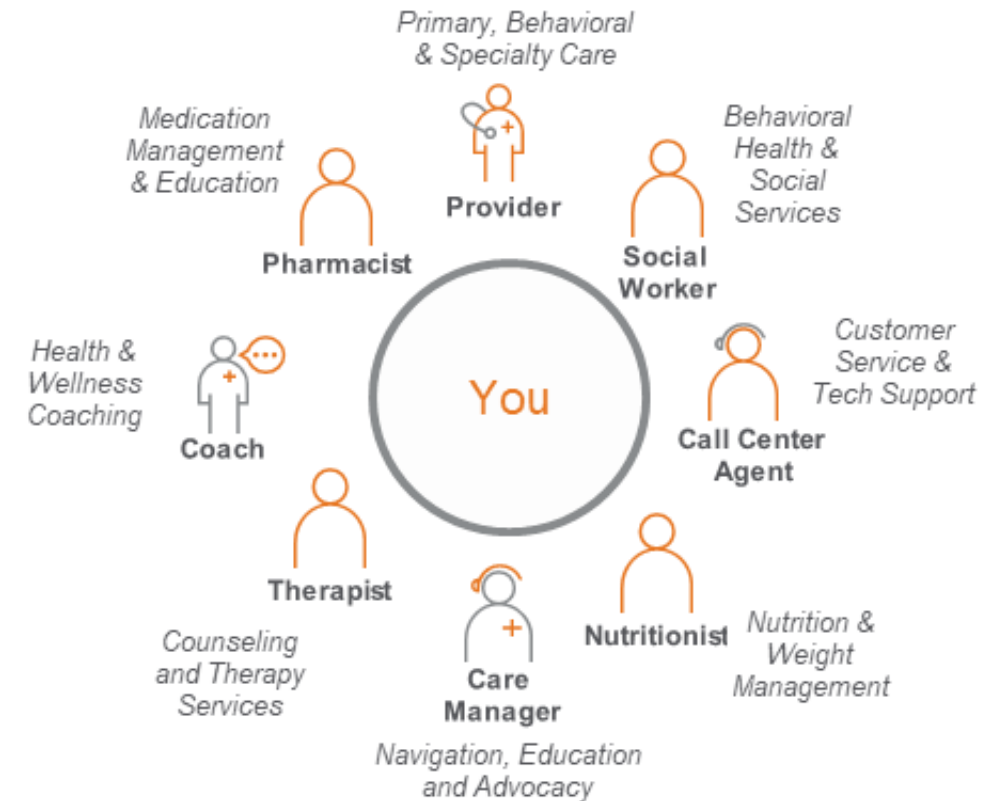 Primary, Behavioral
& Specialty Care
Provider
Behavioral
Health &
Social
Services
Social
Worker
Customer
Service &
Tech Support
Call Center
Agent
Nutritionist
Nutrition &
Weight
Management
Care
Manager
Navigation, Education
and Advocacy
Therapist
Counseling
and Therapy
Services
Coach
Health &
Wellness
Coaching
Pharmacist
Medication
Management
& Education
You